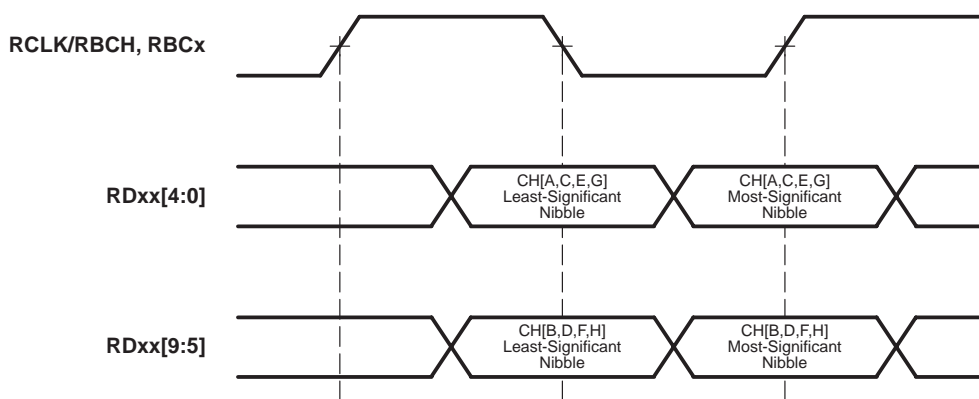 RCLK/RBCH, RBCx
RDxx[4:0]
CH[A,C,E,G]
Least-Significant
Nibble
CH[A,C,E,G]
Most-Significant
Nibble
RDxx[9:5]
CH[B,D,F,H]
Least-Significant
Nibble
CH[B,D,F,H]
Most-Significant
Nibble